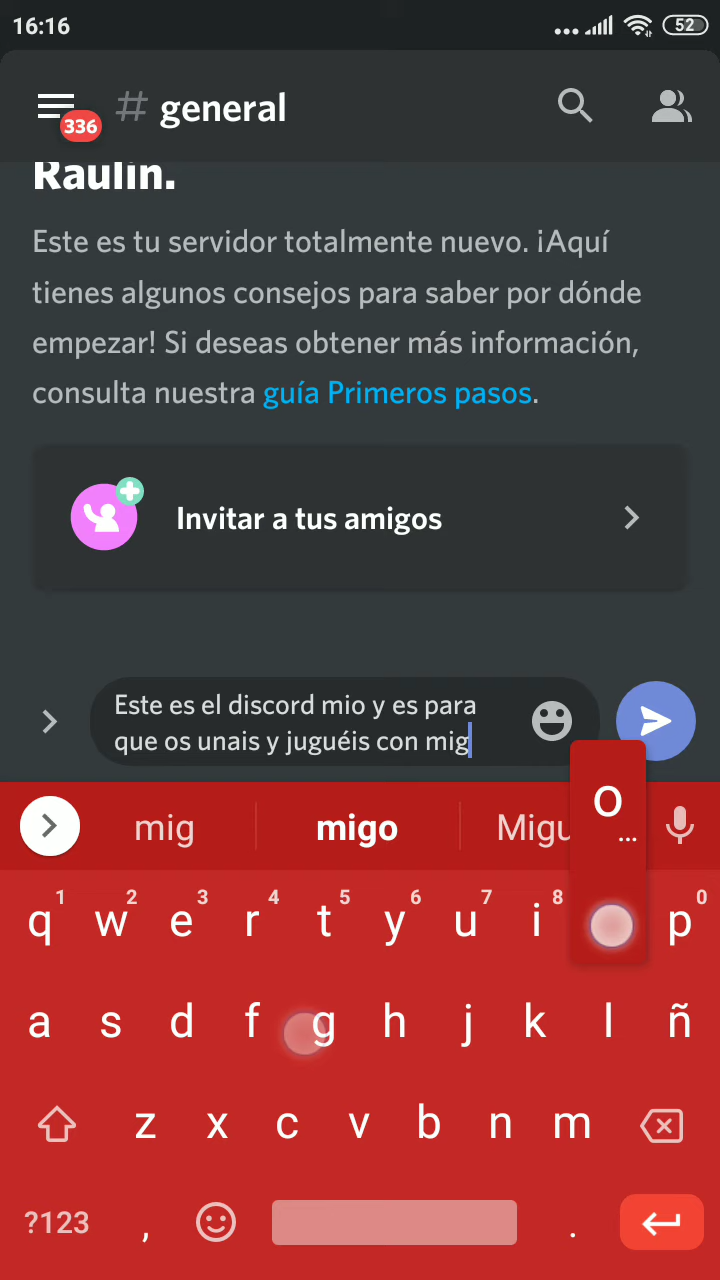 16:16
52
336
# general
Raulin.
Este es tu servidor totalmente nuevo. ¡Aquí
tienes algunos consejos para saber por dónde
empezar! Si deseas obtener más información,
consulta nuestra guía Primeros pasos.
Invitar a tus amigos
Este es el discord mio y es para
que os unais y juguéis con mig
mig migo Migu
o
...
1 2 3 4 5 6 7 8 0
q w e r t y u i p
a s d f g h j k l ñ
z x c v b n m
?123 , .